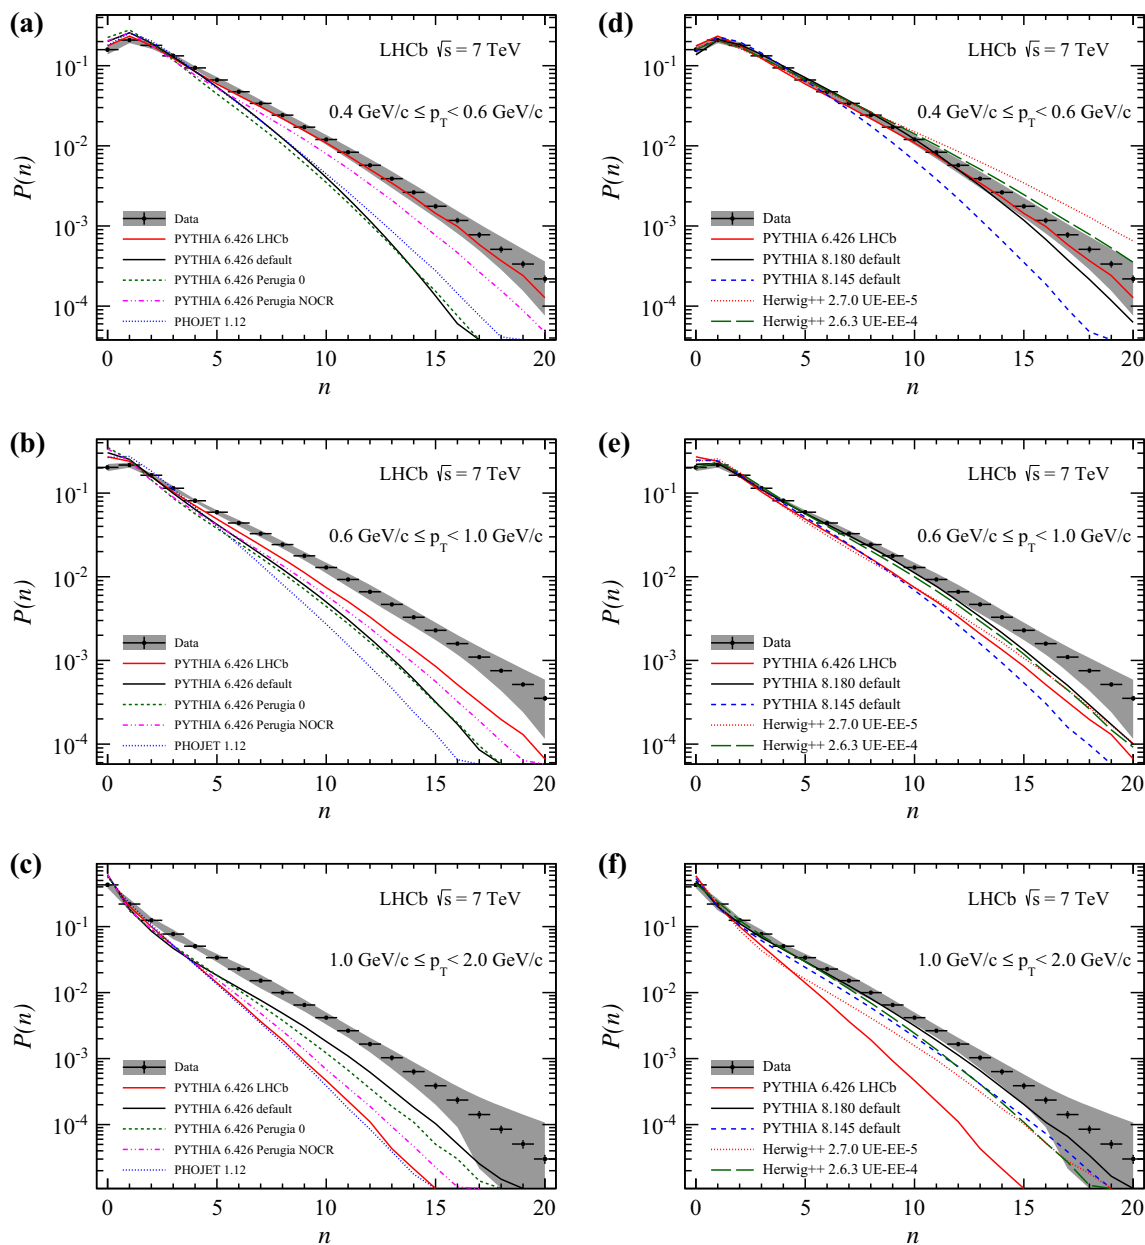 (a)
LHCb √s = 7 TeV
0.4 GeV/c ≤ p_T < 0.6 GeV/c
P(n)
10^-1
10^-2
10^-3
10^-4
Data
PYTHIA 6.426 LHCb
PYTHIA 6.426 default
PYTHIA 6.426 Perugia 0
PYTHIA 6.426 Perugia NOCR
PHOJET 1.12
0 5 10 15 20
n
(d)
LHCb √s = 7 TeV
0.4 GeV/c ≤ p_T < 0.6 GeV/c
P(n)
10^-1
10^-2
10^-3
10^-4
Data
PYTHIA 6.426 LHCb
PYTHIA 8.180 default
PYTHIA 8.145 default
Herwig++ 2.7.0 UE-EE-5
Herwig++ 2.6.3 UE-EE-4
0 5 10 15 20
n
(b)
LHCb √s = 7 TeV
0.6 GeV/c ≤ p_T < 1.0 GeV/c
P(n)
10^-1
10^-2
10^-3
10^-4
Data
PYTHIA 6.426 LHCb
PYTHIA 6.426 default
PYTHIA 6.426 Perugia 0
PYTHIA 6.426 Perugia NOCR
PHOJET 1.12
0 5 10 15 20
n
(e)
LHCb √s = 7 TeV
0.6 GeV/c ≤ p_T < 1.0 GeV/c
P(n)
10^-1
10^-2
10^-3
10^-4
Data
PYTHIA 6.426 LHCb
PYTHIA 8.180 default
PYTHIA 8.145 default
Herwig++ 2.7.0 UE-EE-5
Herwig++ 2.6.3 UE-EE-4
0 5 10 15 20
n
(c)
LHCb √s = 7 TeV
1.0 GeV/c ≤ p_T < 2.0 GeV/c
P(n)
10^-1
10^-2
10^-3
10^-4
Data
PYTHIA 6.426 LHCb
PYTHIA 6.426 default
PYTHIA 6.426 Perugia 0
PYTHIA 6.426 Perugia NOCR
PHOJET 1.12
0 5 10 15 20
n
(f)
LHCb √s = 7 TeV
1.0 GeV/c ≤ p_T < 2.0 GeV/c
P(n)
10^-1
10^-2
10^-3
10^-4
Data
PYTHIA 6.426 LHCb
PYTHIA 8.180 default
PYTHIA 8.145 default
Herwig++ 2.7.0 UE-EE-5
Herwig++ 2.6.3 UE-EE-4
0 5 10 15 20
n